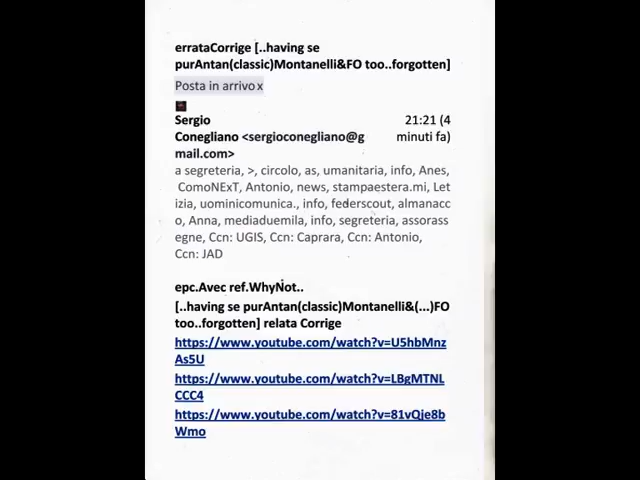 errataCorrige [..having se
purAntan(classic)Montanelli&FO too..forgotten]
Posta in arrivo x
Sergio 21:21 (4
Conegliano <sergioconegliano@g minuti fa)
mail.com>
a segreteria, >, circolo, as, umanitaria, info, Anes,
ComoNExT, Antonio, news, stampaestera.mi, Let
izia, uominicomunica., info, federscout, almanacc
o, Anna, mediaduemila, info, segreteria, assorass
egne, Ccn: UGIS, Ccn: Caprara, Ccn: Antonio,
Ccn: JAD
epc.Avec ref.WhyNot..
[..having se purAntan(classic)Montanelli&(...)FO
too..forgotten] relata Corrige
https://www.youtube.com/watch?v=U5hbMnz
As5U
https://www.youtube.com/watch?v=LBgMTNL
CCC4
https://www.youtube.com/watch?v=81vQje8b
Wmo